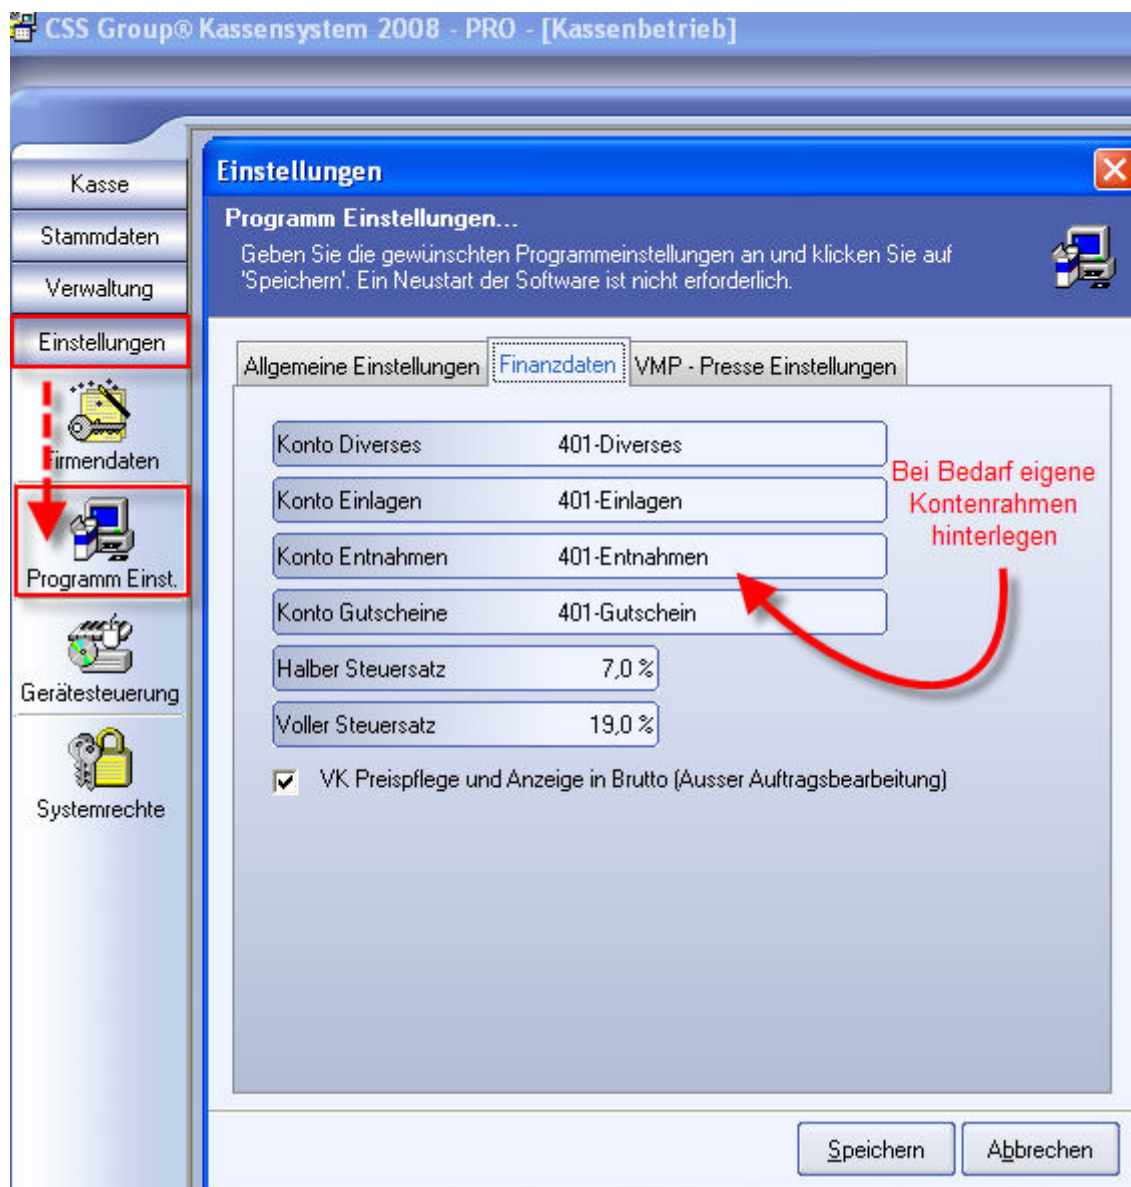 CSS Group® Kassensystem 2008 - PRO - [Kassenbetrieb]
Kasse
Stammdaten
Verwaltung
Einstellungen
Firmendaten
Programm Einst.
Gerätesteuerung
Systemrechte
Einstellungen
Programm Einstellungen...
Geben Sie die gewünschten Programmeinstellungen an und klicken Sie auf
'Speichern'. Ein Neustart der Software ist nicht erforderlich.
Allgemeine Einstellungen Finanzdaten VMP - Presse Einstellungen
Konto Diverses 401-Diverses
Konto Einlagen 401-Einlagen
Konto Entnahmen 401-Entnahmen
Konto Gutscheine 401-Gutschein
Halber Steuersatz 7,0 %
Voller Steuersatz 19,0 %
VK Preispflege und Anzeige in Brutto (Ausser Auftragsbearbeitung)
Bei Bedarf eigene
Kontenrahmen
hinterlegen
Speichern Abbrechen